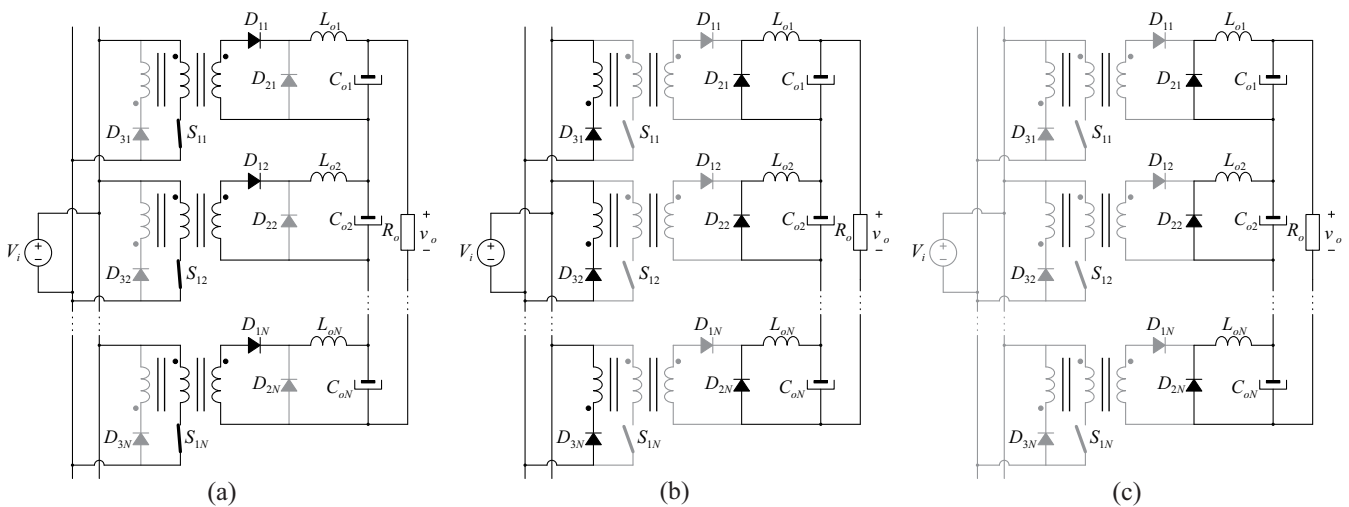 D11 Lo1
D21 Co1
D31 S11
D12 Lo2
D22 Co2 Ro + vo −
Vi + −
D32 S12
D1N LoN
D2N CoN
D3N S1N
(a)
D11 Lo1
D21 Co1
D31 S11
D12 Lo2
D22 Co2 Ro + vo −
Vi + −
D32 S12
D1N LoN
D2N CoN
D3N S1N
(b)
D11 Lo1
D21 Co1
D31 S11
D12 Lo2
D22 Co2 Ro + vo −
Vi + −
D32 S12
D1N LoN
D2N CoN
D3N S1N
(c)